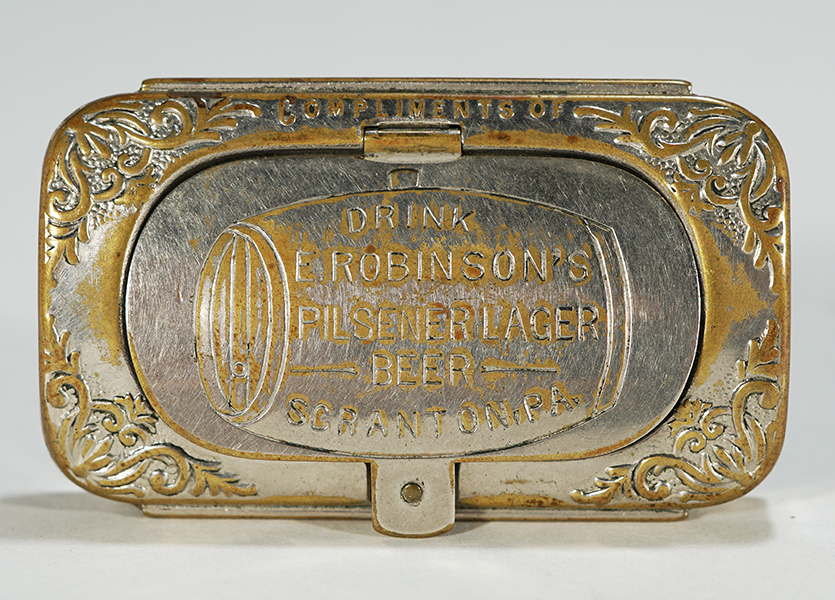 COMPLIMENTS OF
DRINK
E. ROBINSON'S
PILSENER LAGER
BEER
SCRANTON, PA.